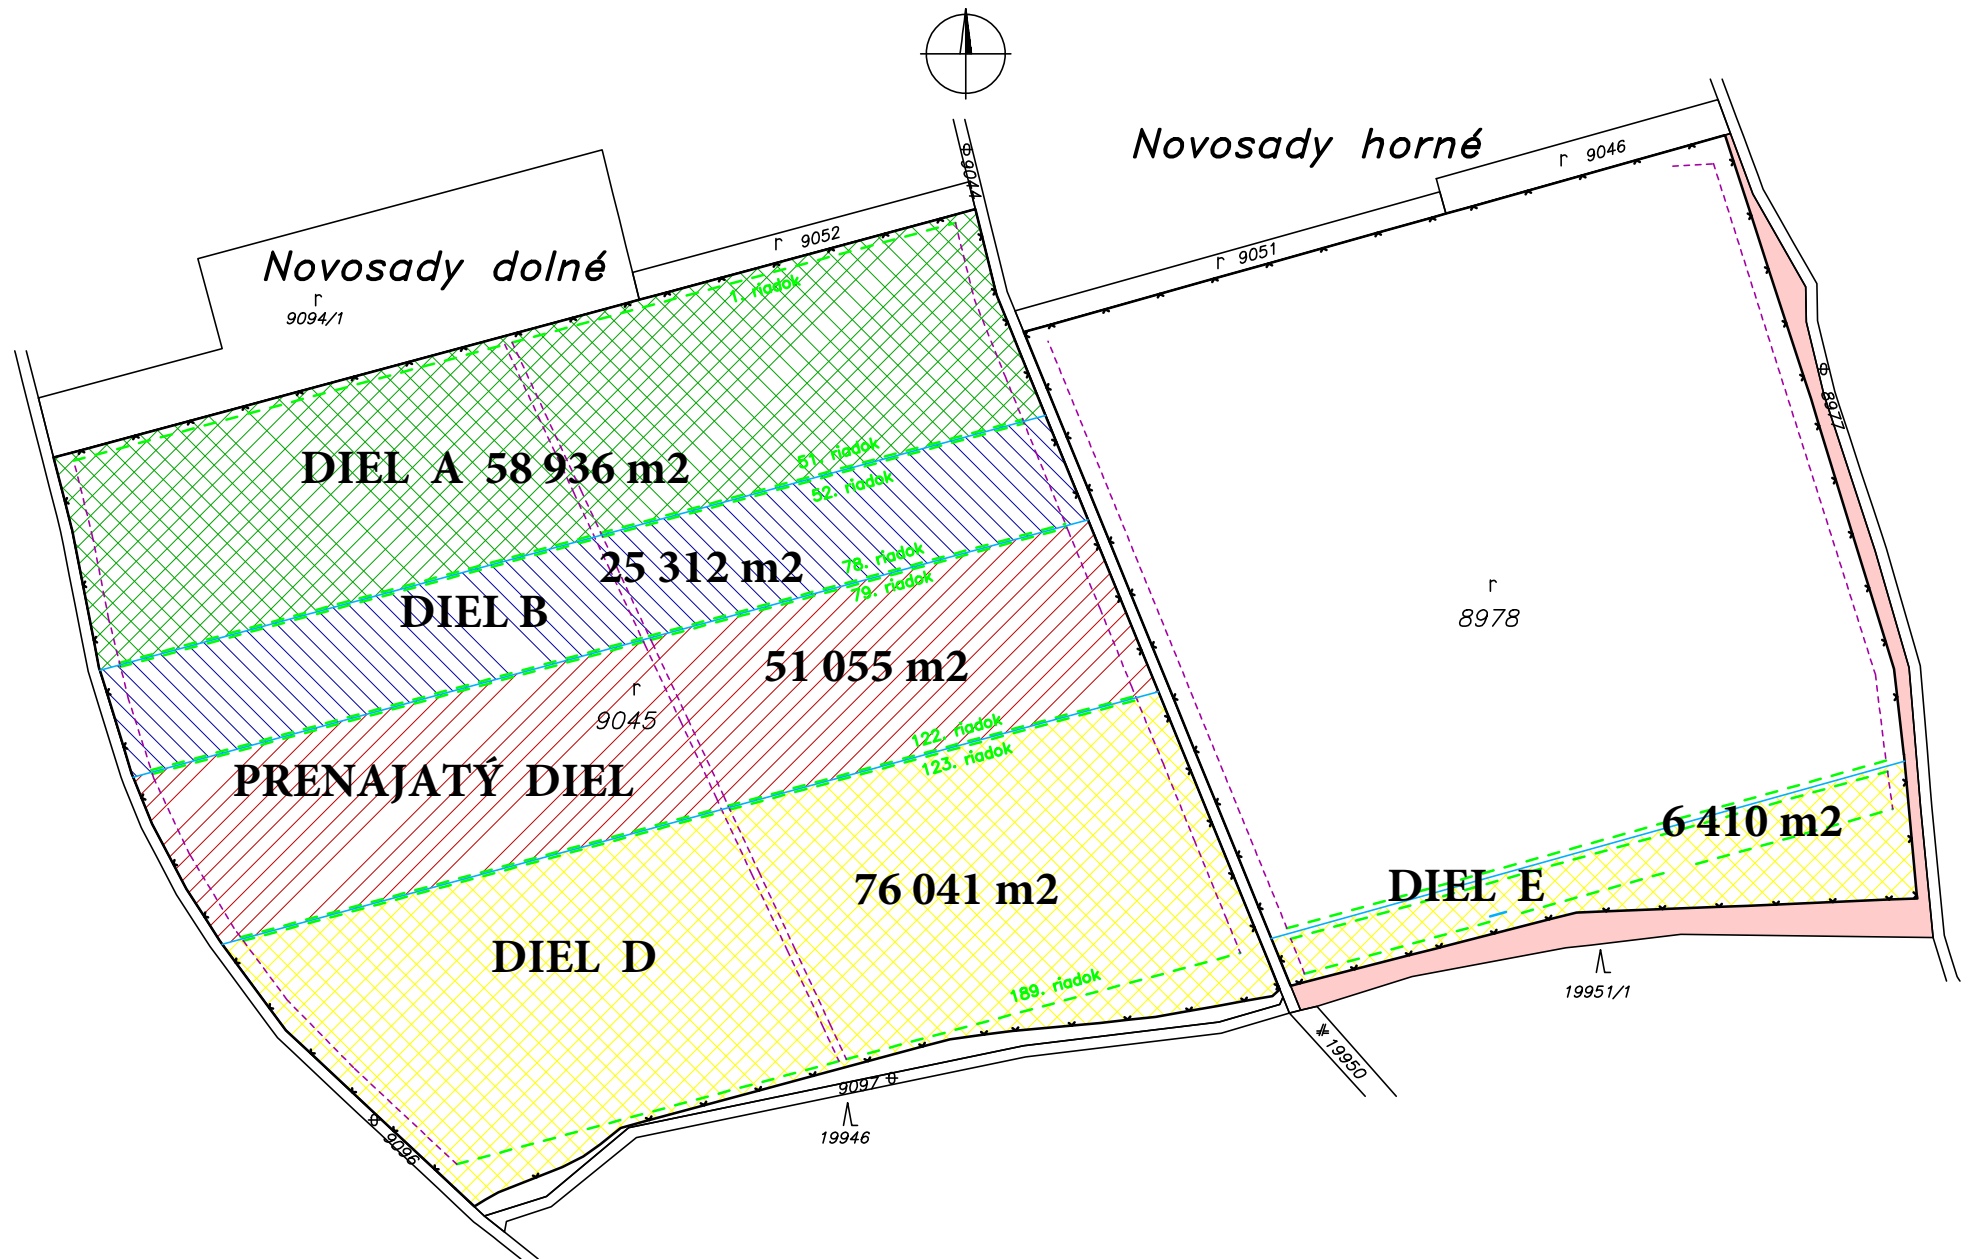 Novosady horné
9044
9046
9052
9051
Novosady dolné
9094/1
1. riadok
8977
DIEL A 58 936 m2
51. riadok
52. riadok
25 312 m2
78. riadok
79. riadok
DIEL B
8978
51 055 m2
9045
122. riadok
123. riadok
PRENAJATÝ DIEL
6 410 m2
76 041 m2
DIEL E
DIEL D
189. riadok
19951/1
19950
9097
19946
9096